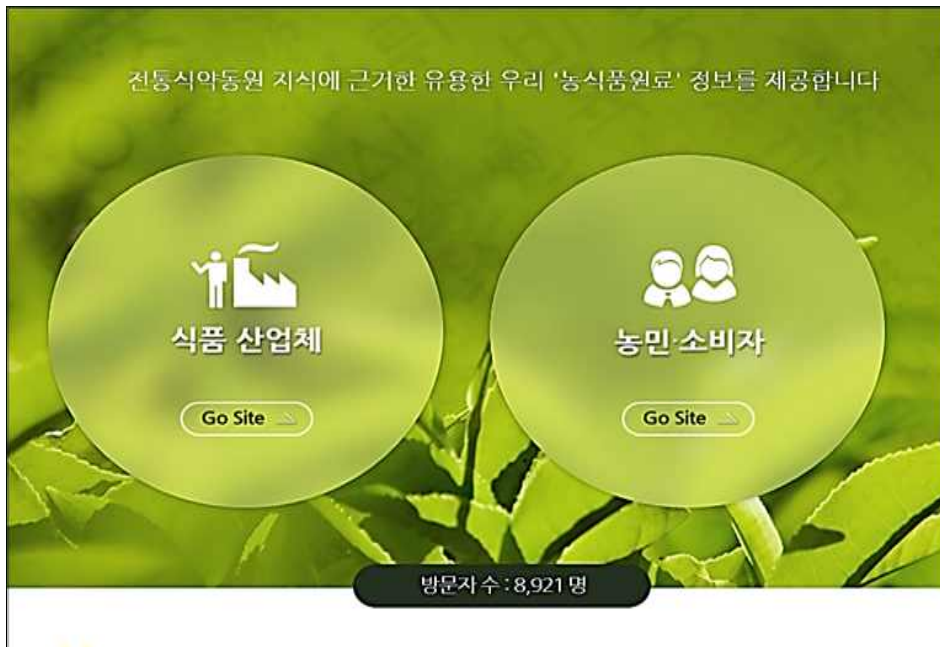 전통식약동원 지식에 근거한 유용한 우리 '농식품원료' 정보를 제공합니다
식품 산업체
Go Site
농민·소비자
Go Site
방문자 수 : 8,921 명